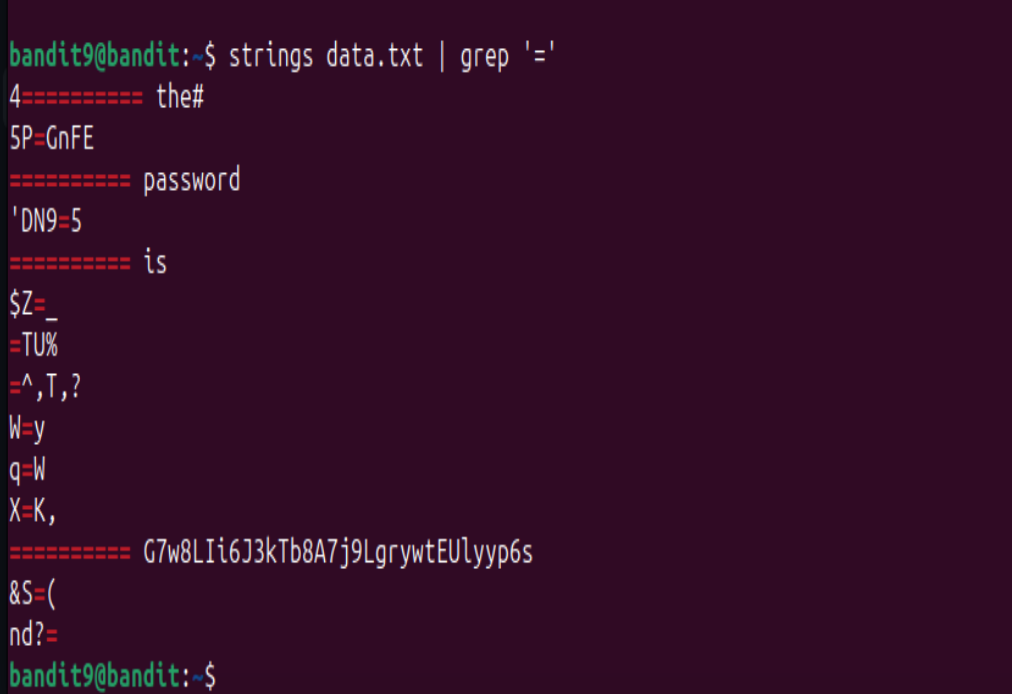 bandit9@bandit:~$ strings data.txt | grep '='
4========== the#
5P=GnFE
========== password
'DN9=5
========== is
$Z=_
=TU%
=^,T,?
W=y
q=W
X=K,
========== G7w8LIi6J3kTb8A7j9LgrywtEUlyyp6s
&S=(
nd?=
bandit9@bandit:~$